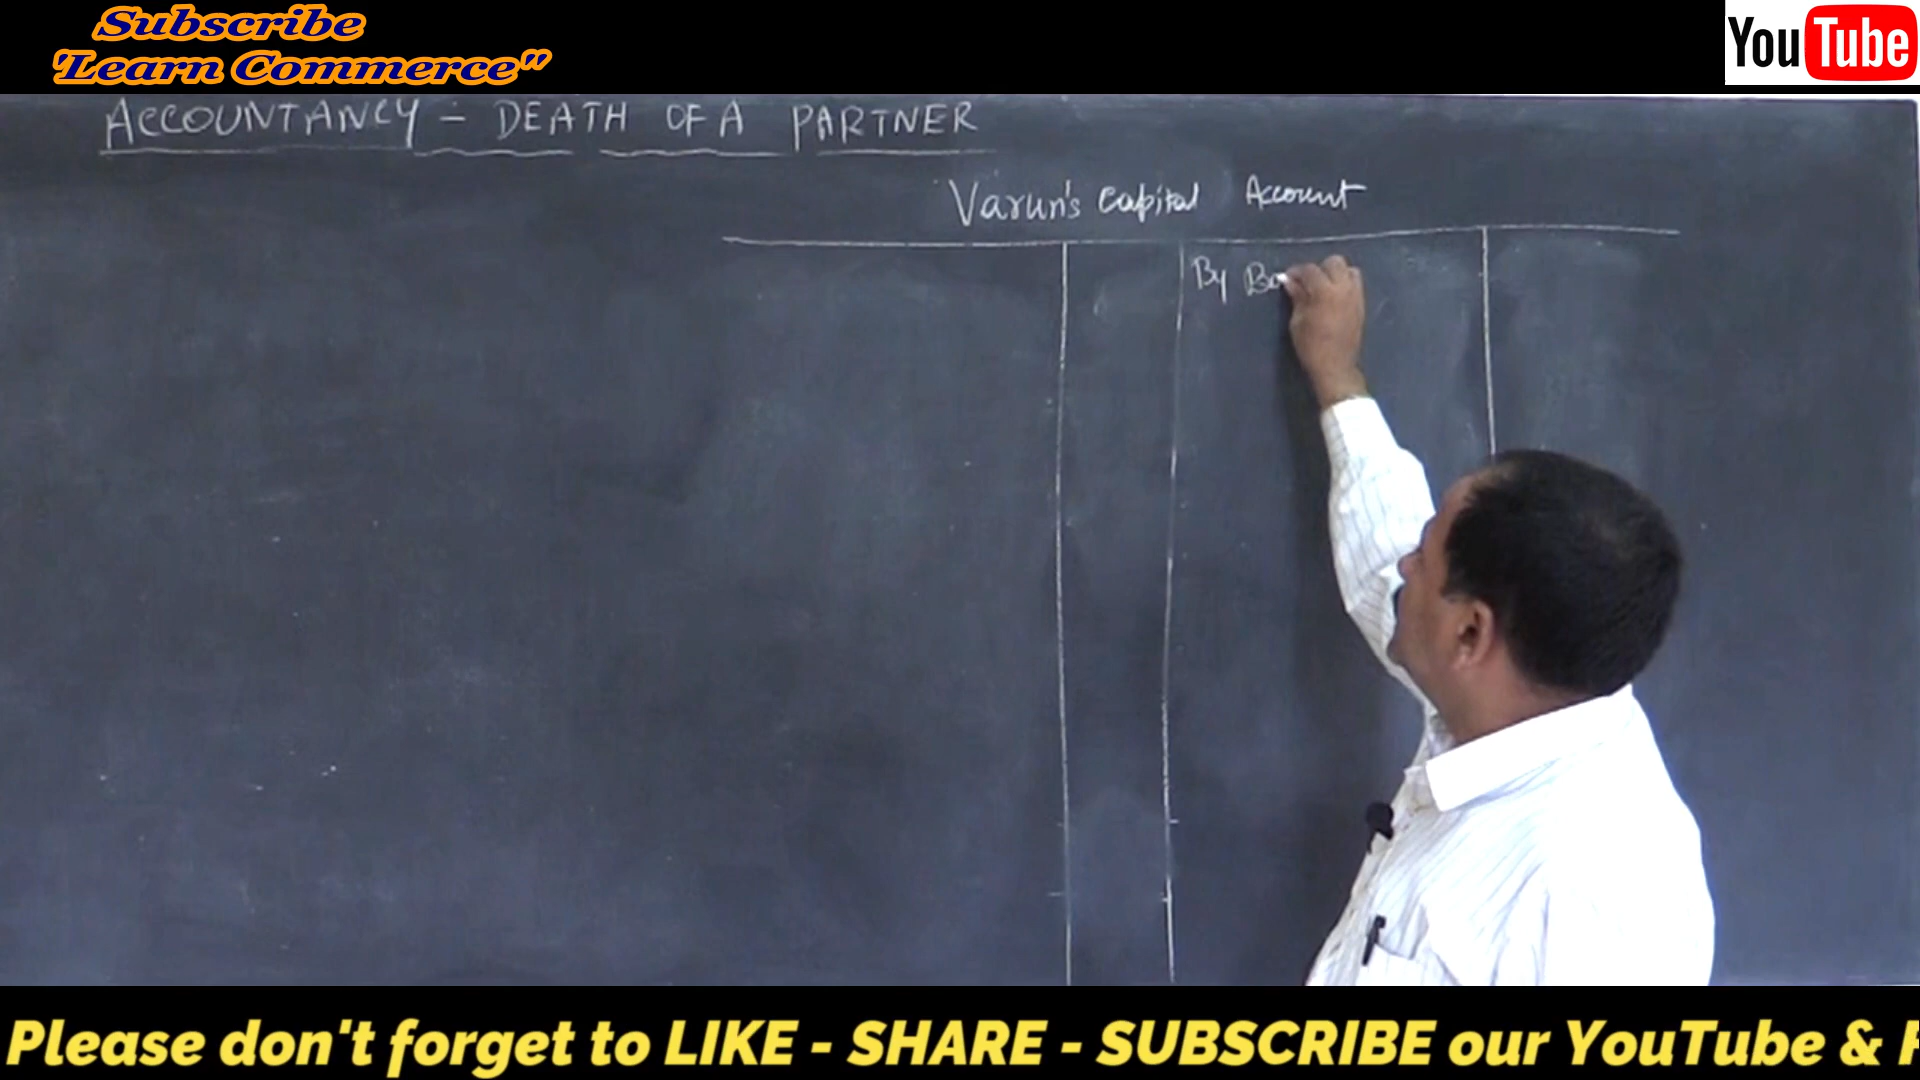 Subscribe
"Learn Commerce"
YouTube
ACCOUNTANCY - DEATH OF A PARTNER
Varun's Capital Account
By Ba
Please don't forget to LIKE - SHARE - SUBSCRIBE our YouTube &